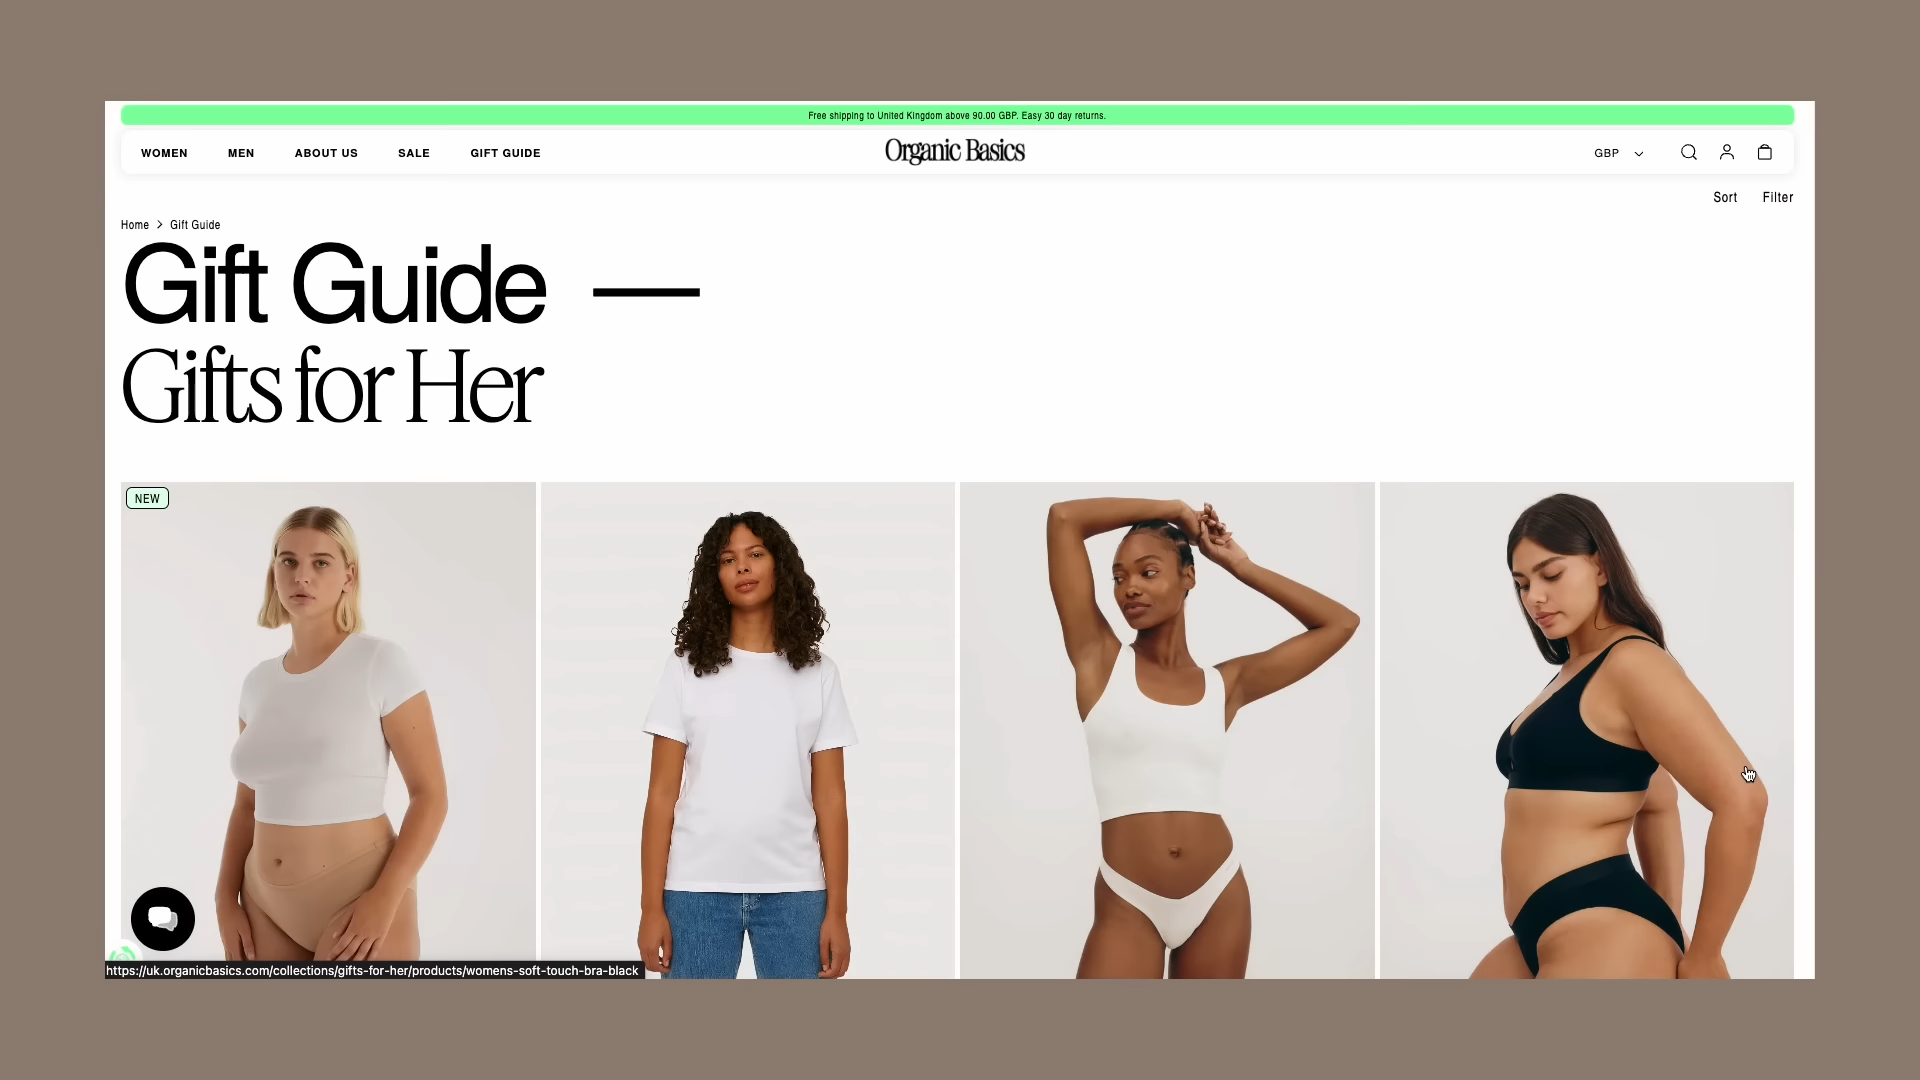 Free shipping to United Kingdom above 90.00 GBP. Easy 30 day returns.
WOMEN MEN ABOUT US SALE GIFT GUIDE Organic Basics GBP
Sort Filter
Home > Gift Guide
Gift Guide —
Gifts for Her
NEW
https://uk.organicbasics.com/collections/gifts-for-her/products/womens-soft-touch-bra-black